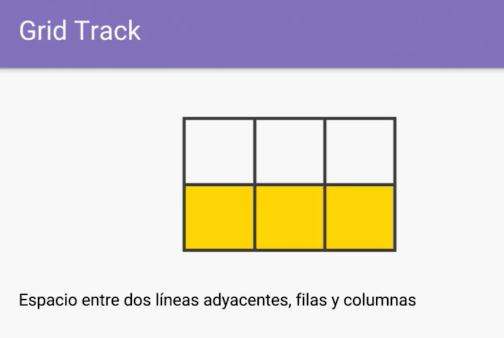 Grid Track
Espacio entre dos líneas adyacentes, filas y columnas